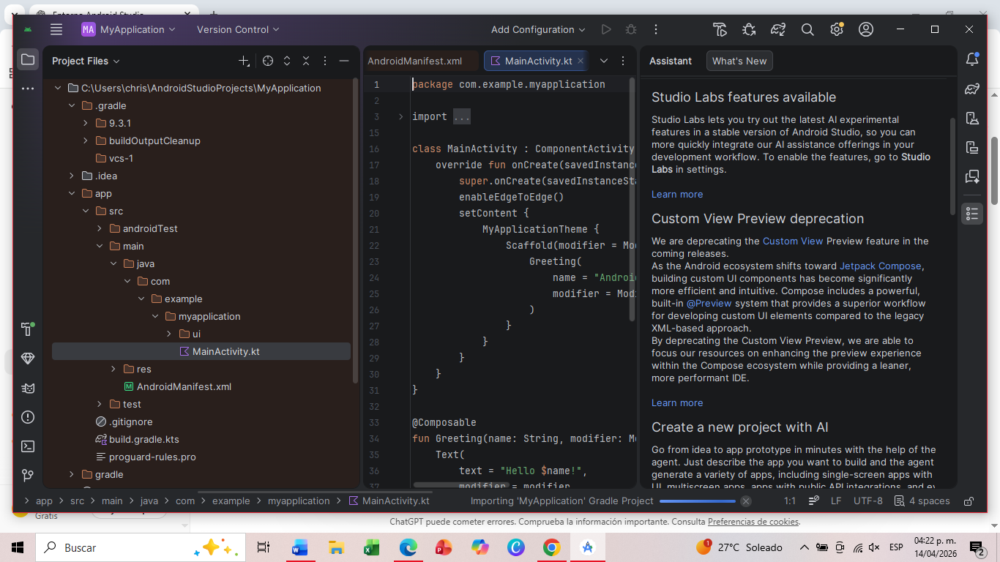 Entorno Android Studio
MA MyApplication
Version Control
Add Configuration
Project Files
C:\Users\chris\AndroidStudioProjects\MyApplication
.gradle
9.3.1
buildOutputCleanup
vcs-1
.idea
app
src
androidTest
main
java
com
example
myapplication
ui
MainActivity.kt
res
AndroidManifest.xml
test
.gitignore
build.gradle.kts
proguard-rules.pro
gradle
AndroidManifest.xml
MainActivity.kt
1 package com.example.myapplication
2
3 import ...
15
16 class MainActivity : ComponentActivity
17 override fun onCreate(savedInstance
18 super.onCreate(savedInstanceSta
19 enableEdgeToEdge()
20 setContent {
21 MyApplicationTheme {
22 Scaffold(modifier = Mod
23 Greeting(
24 name = "Android
25 modifier = Modi
26 )
27 }
28 }
29 }
30 }
31 }
32
33 @Composable
34 fun Greeting(name: String, modifier: Mo
35 Text(
36 text = "Hello $name!",
37 modifier = modifier
Assistant
What's New
Studio Labs features available
Studio Labs lets you try out the latest AI experimental
features in a stable version of Android Studio, so you can
more quickly integrate our AI assistance offerings in your
development workflow. To enable the features, go to Studio
Labs in settings.
Learn more
Custom View Preview deprecation
We are deprecating the Custom View Preview feature in the
coming releases.
As the Android ecosystem shifts toward Jetpack Compose,
building custom UI components has become significantly
more efficient and intuitive. Compose includes a powerful,
built-in @Preview system that provides a superior workflow
for developing custom UI elements compared to the legacy
XML-based approach.
By deprecating the Custom View Preview, we are able to
focus our resources on enhancing the preview experience
within the Compose ecosystem while providing a leaner,
more performant IDE.
Learn more
Create a new project with AI
Go from idea to app prototype in minutes with the help of the
agent. Just describe the app you want to build and the agent
generate a variety of apps, including single-screen apps with
UI, multiscreen apps, apps with public API integrations, and ev
app > src > main > java > com > example > myapplication > MainActivity.kt
Importing 'MyApplication' Gradle Project
1:1
LF
UTF-8
4 spaces
Gratis
ChatGPT puede cometer errores. Comprueba la información importante. Consulta Preferencias de cookies.
Buscar
1
27°C Soleado
ESP
04:22 p. m.
14/04/2026
2